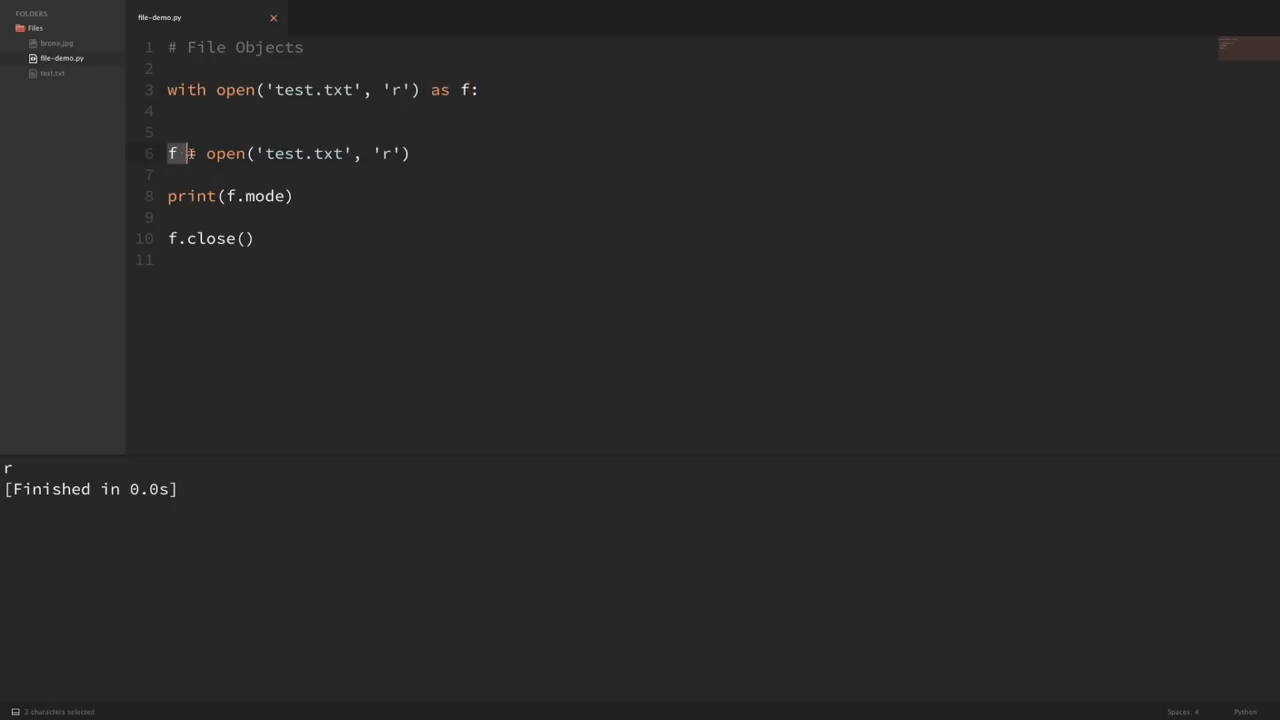 FOLDERS
Files
bronx.jpg
file-demo.py
test.txt
file-demo.py
1 # File Objects
2
3 with open('test.txt', 'r') as f:
4
5
6 f = open('test.txt', 'r')
7
8 print(f.mode)
9
10 f.close()
11
r
[Finished in 0.0s]
2 characters selected
Spaces: 4
Python